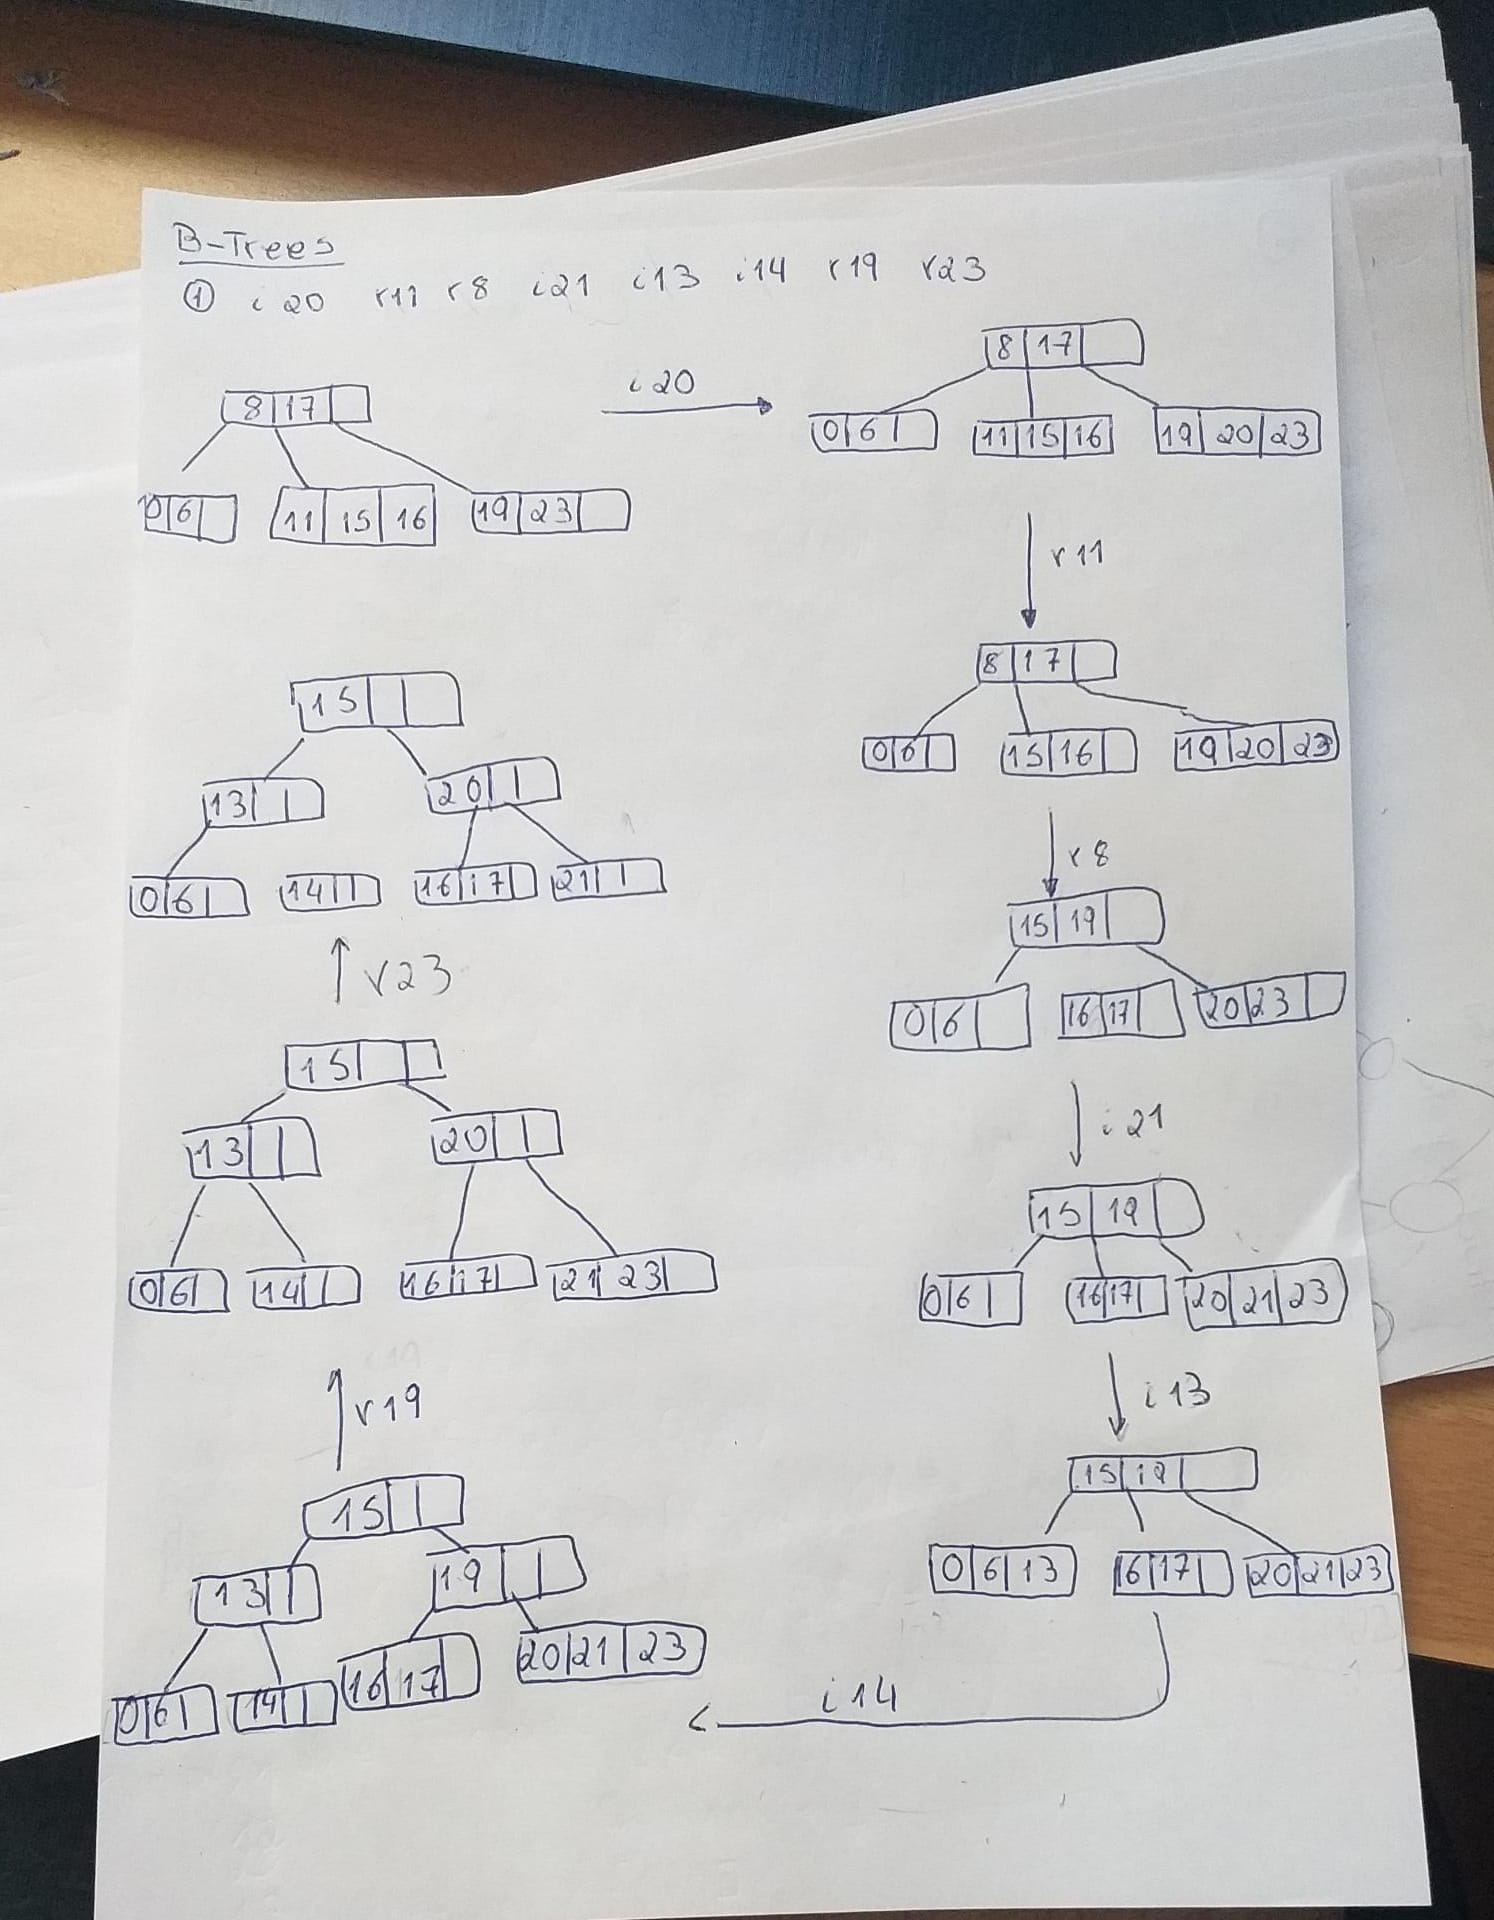 B-Trees
① i 20 r11 r8 i21 i13 i14 r19 r23
8 17
0 6 11 15 16 19 23
i 20
8 17
0 6 11 15 16 19 20 23
r 11
8 17
0 6 15 16 19 20 23
r 8
15 19
0 6 16 17 20 23
i 21
15 19
0 6 16 17 20 21 23
i 13
15 19
0 6 13 16 17 20 21 23
i 14
15
13 19
0 6 14 16 17 20 21 23
r19
15
13 20
0 6 14 16 17 21 23
r23
15
13 20
0 6 14 16 17 21